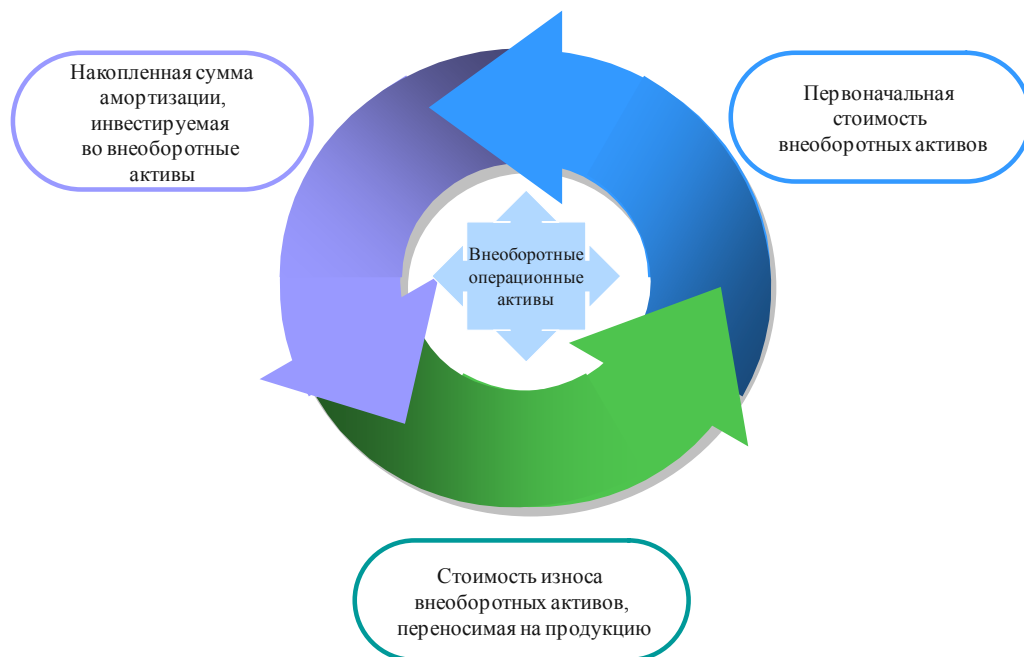 Накопленная сумма
амортизации,
инвестируемая
во внеоборотные
активы
Первоначальная
стоимость
внеоборотных активов
Внеоборотные
операционные
активы
Стоимость износа
внеоборотных активов,
переносимая на продукцию